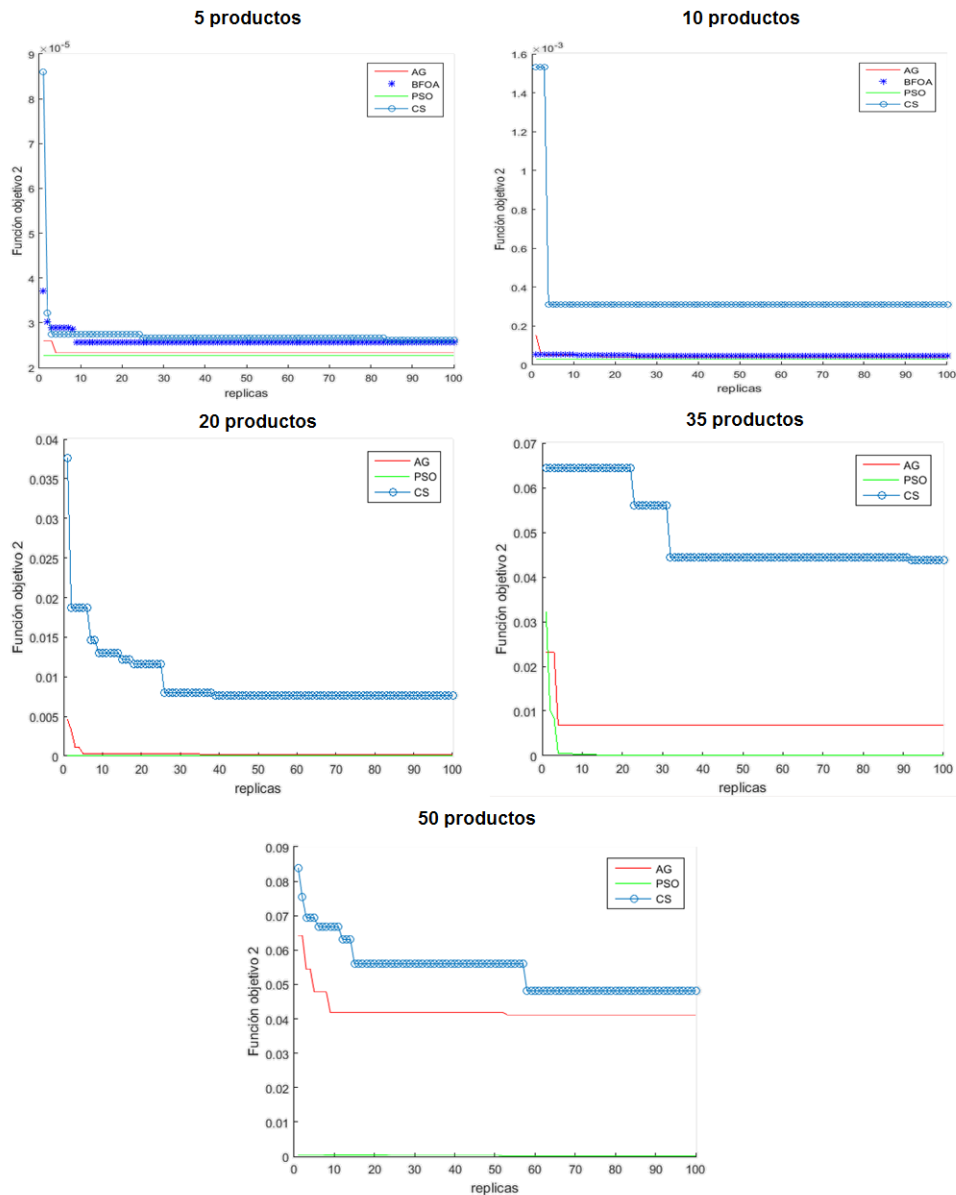 5 productos
10 productos
×10⁻⁵
9
8
7
6
5
4
3
2
Función objetivo 2
AG
BFOA
PSO
CS
0 10 20 30 40 50 60 70 80 90 100
replicas
×10⁻³
1.6
1.4
1.2
1
0.8
0.6
0.4
0.2
0
Función objetivo 2
AG
BFOA
PSO
CS
0 10 20 30 40 50 60 70 80 90 100
replicas
20 productos
35 productos
0.04
0.035
0.03
0.025
0.02
0.015
0.01
0.005
0
Función objetivo 2
AG
PSO
CS
0 10 20 30 40 50 60 70 80 90 100
replicas
0.07
0.06
0.05
0.04
0.03
0.02
0.01
0
Función objetivo 2
AG
PSO
CS
0 10 20 30 40 50 60 70 80 90 100
replicas
50 productos
0.09
0.08
0.07
0.06
0.05
0.04
0.03
0.02
0.01
0
Función objetivo 2
AG
PSO
CS
0 10 20 30 40 50 60 70 80 90 100
replicas